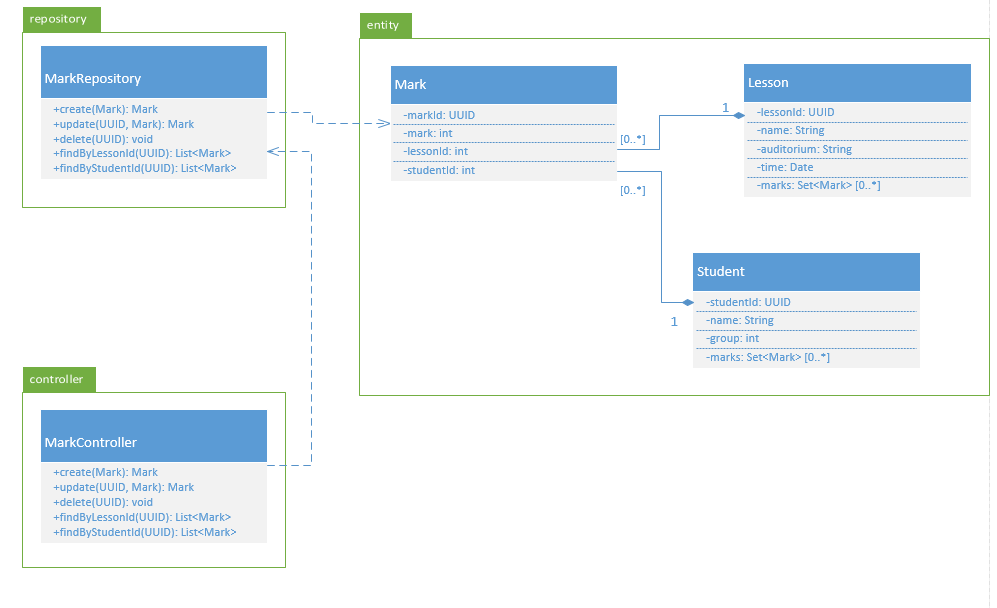 repository
MarkRepository
+create(Mark): Mark
+update(UUID, Mark): Mark
+delete(UUID): void
+findByLessonId(UUID): List<Mark>
+findByStudentId(UUID): List<Mark>
entity
Mark
-markId: UUID
-mark: int
-lessonId: int
-studentId: int
[0..*]
[0..*]
1
Lesson
-lessonId: UUID
-name: String
-auditorium: String
-time: Date
-marks: Set<Mark> [0..*]
1
Student
-studentId: UUID
-name: String
-group: int
-marks: Set<Mark> [0..*]
controller
MarkController
+create(Mark): Mark
+update(UUID, Mark): Mark
+delete(UUID): void
+findByLessonId(UUID): List<Mark>
+findByStudentId(UUID): List<Mark>